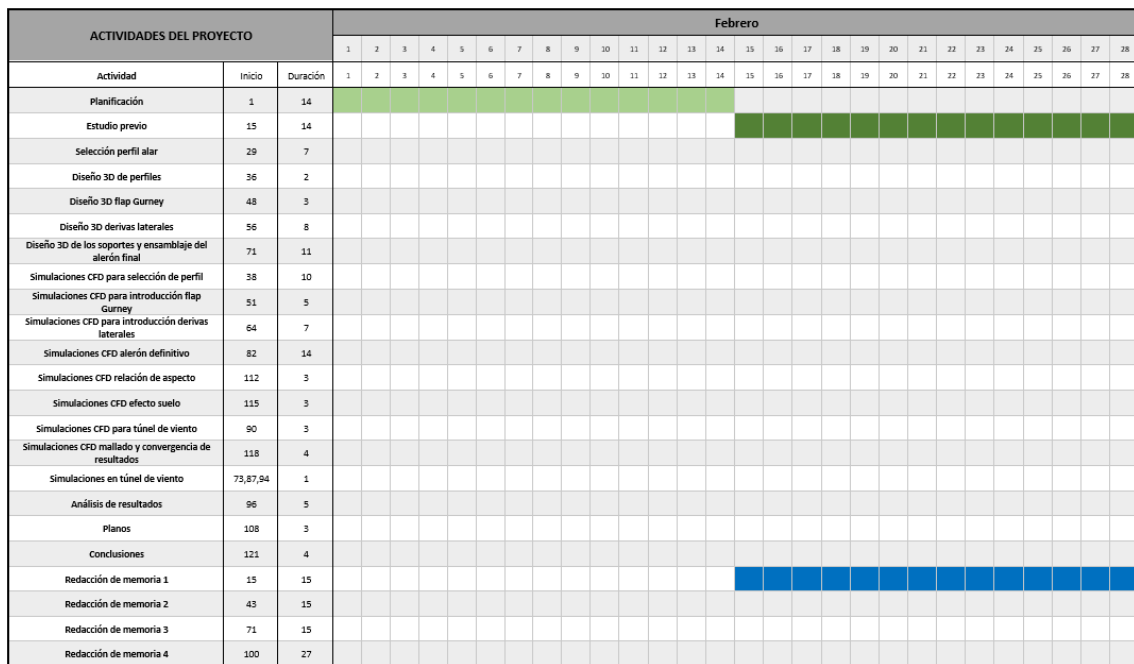 ACTIVIDADES DEL PROYECTO
Febrero
1 2 3 4 5 6 7 8 9 10 11 12 13 14 15 16 17 18 19 20 21 22 23 24 25 26 27 28
Actividad Inicio Duración 1 2 3 4 5 6 7 8 9 10 11 12 13 14 15 16 17 18 19 20 21 22 23 24 25 26 27 28
Planificación 1 14
Estudio previo 15 14
Selección perfil alar 29 7
Diseño 3D de perfiles 36 2
Diseño 3D flap Gurney 48 3
Diseño 3D derivas laterales 56 8
Diseño 3D de los soportes y ensamblaje del
alerón final 71 11
Simulaciones CFD para selección de perfil 38 10
Simulaciones CFD para introducción flap
Gurney 51 5
Simulaciones CFD para introducción derivas
laterales 64 7
Simulaciones CFD alerón definitivo 82 14
Simulaciones CFD relación de aspecto 112 3
Simulaciones CFD efecto suelo 115 3
Simulaciones CFD para túnel de viento 90 3
Simulaciones CFD mallado y convergencia de
resultados 118 4
Simulaciones en túnel de viento 73,87,94 1
Análisis de resultados 96 5
Planos 108 3
Conclusiones 121 4
Redacción de memoria 1 15 15
Redacción de memoria 2 43 15
Redacción de memoria 3 71 15
Redacción de memoria 4 100 27